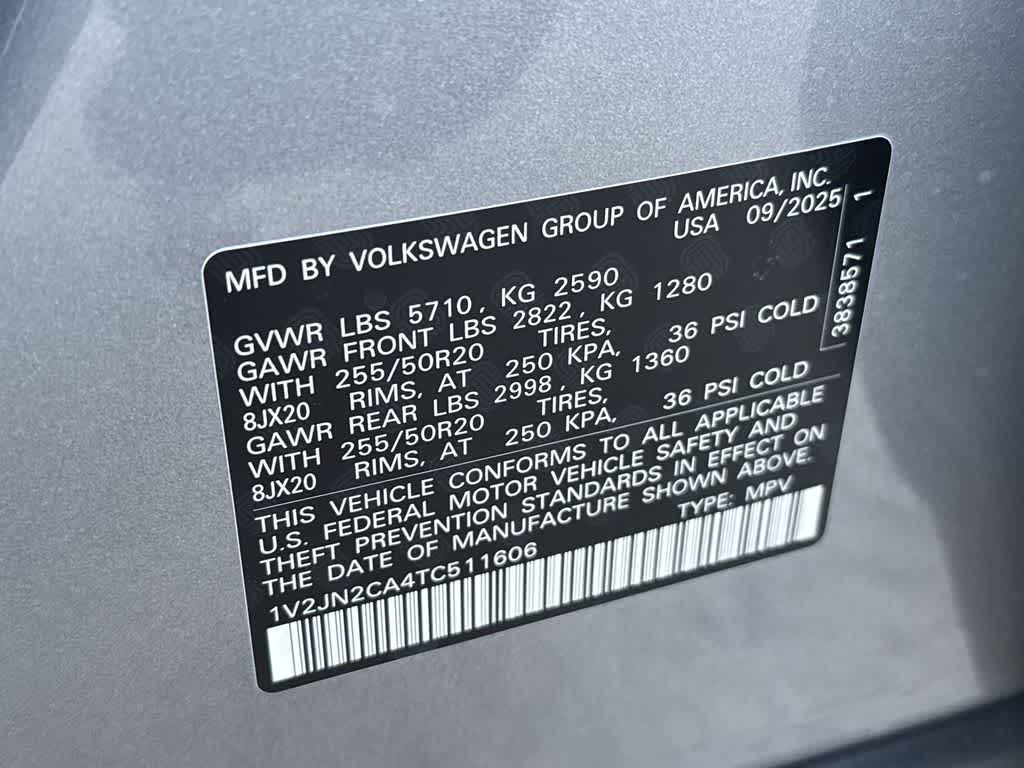 MFD BY VOLKSWAGEN GROUP OF AMERICA, INC.
USA 09/2025
GVWR LBS 5710, KG 2590
GAWR FRONT LBS 2822, KG 1280
WITH 255/50R20 TIRES,
8JX20 RIMS, AT 250 KPA, 36 PSI COLD
GAWR REAR LBS 2998, KG 1360
WITH 255/50R20 TIRES,
8JX20 RIMS, AT 250 KPA, 36 PSI COLD
THIS VEHICLE CONFORMS TO ALL APPLICABLE
U.S. FEDERAL MOTOR VEHICLE SAFETY AND
THEFT PREVENTION STANDARDS IN EFFECT ON
THE DATE OF MANUFACTURE SHOWN ABOVE.
1V2JN2CA4TC511606 TYPE: MPV
3838571 1